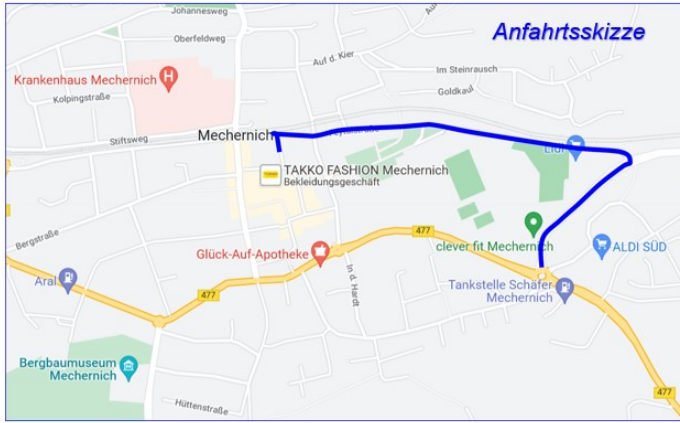 Johannesweg
Anfahrtsskizze
Oberfeldweg
Auf d. Kier
Krankenhaus Mechernich
Im Steinrausch
Kolpingstraße
Goldkaul
Stiftsweg
Mechernich
Lidl
TAKKO FASHION Mechernich
Bekleidungsgeschäft
Bergstraße
477
clever fit Mechernich
ALDI SÜD
Glück-Auf-Apotheke
In d. Hardt
Aral
477
Tankstelle Schäfer
Mechernich
Bergbaumuseum
Mechernich
477
Hüttenstraße